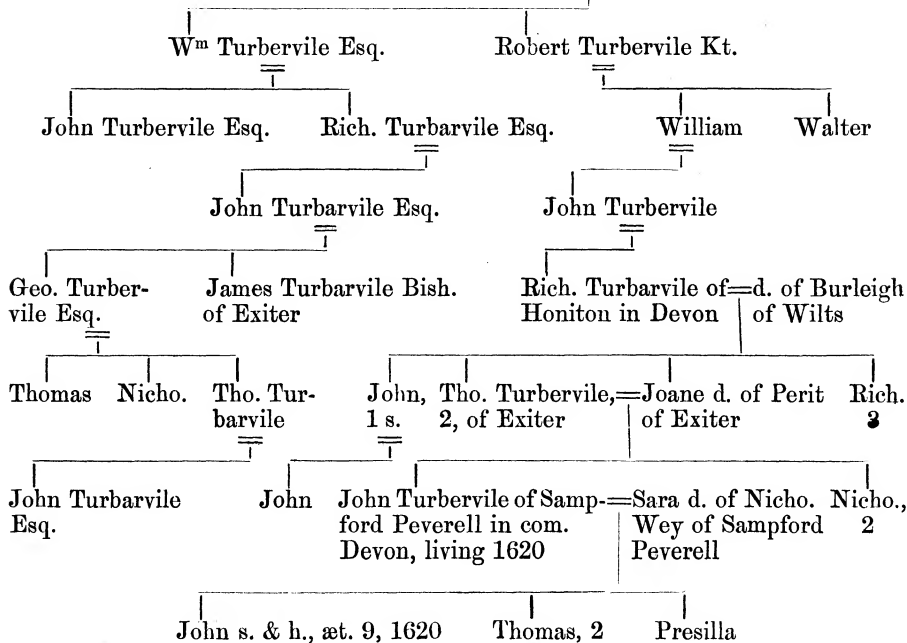 Wm Turbervile Esq. Robert Turbervile Kt.
John Turbervile Esq. Rich. Turbarvile Esq. William Walter
John Turbarvile Esq. John Turbervile
Geo. Turber- James Turbarvile Bish. Rich. Turbarvile of=d. of Burleigh
vile Esq. of Exiter Honiton in Devon of Wilts
Thomas Nicho. Tho. Tur- John, Tho. Turbervile,=Joane d. of Perit Rich.
barvile 1 s. 2, of Exiter of Exiter 3
John Turbarvile John John Turbervile of Samp-=Sara d. of Nicho. Nicho.,
Esq. ford Peverell in com. Wey of Sampford 2
Devon, living 1620 Peverell
John s. & h., æt. 9, 1620 Thomas, 2 Presilla